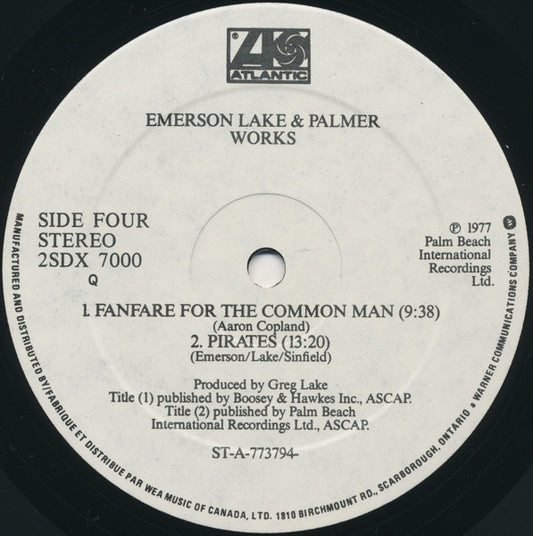 ATLANTIC
EMERSON LAKE & PALMER
WORKS
SIDE FOUR
STEREO
2SDX 7000
Q
℗ 1977
Palm Beach
International
Recordings
Ltd.
1. FANFARE FOR THE COMMON MAN (9:38)
(Aaron Copland)
2. PIRATES (13:20)
(Emerson/Lake/Sinfield)
Produced by Greg Lake
Title (1) published by Boosey & Hawkes Inc., ASCAP.
Title (2) published by Palm Beach
International Recordings Ltd., ASCAP.
ST-A-773794-
MANUFACTURED AND DISTRIBUTED BY/FABRIQUE ET DISTRIBUE PAR WEA MUSIC OF CANADA, LTD. 1810 BIRCHMOUNT RD., SCARBOROUGH, ONTARIO • WARNER COMMUNICATIONS COMPANY